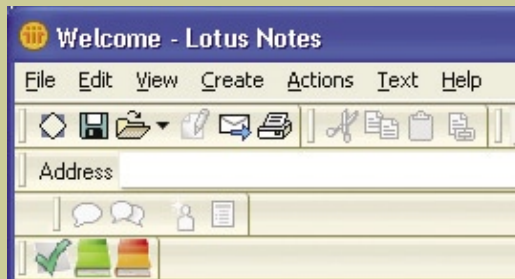 Welcome - Lotus Notes
File Edit View Create Actions Text Help
Address